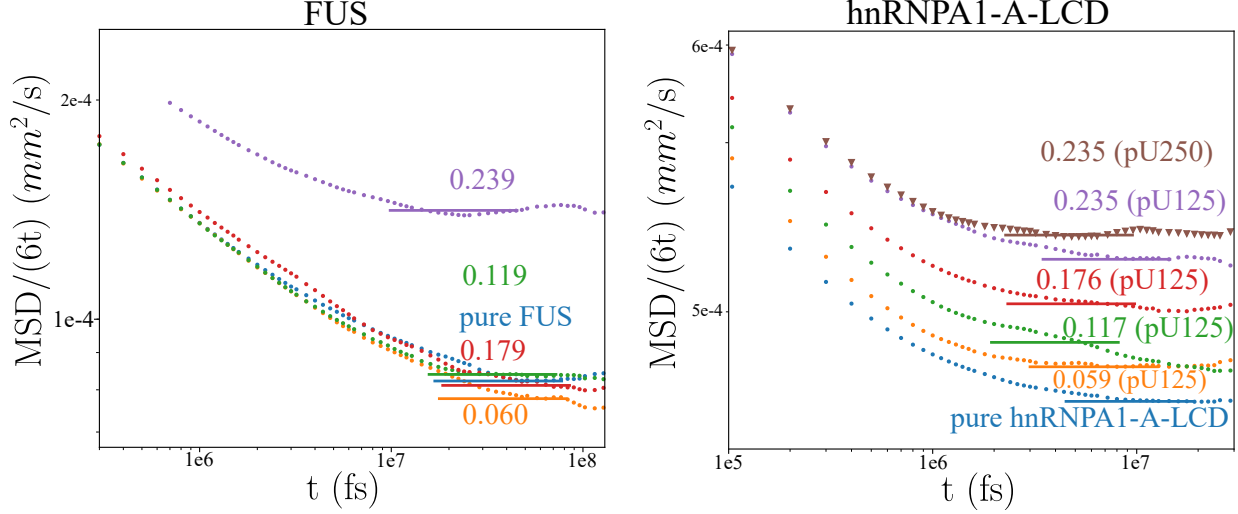 FUS
MSD/(6t) (mm²/s)
2e-4
1e-4
0.239
0.119
pure FUS
0.179
0.060
1e6
1e7
1e8
t (fs)
hnRNPA1-A-LCD
MSD/(6t) (mm²/s)
6e-4
5e-4
0.235 (pU250)
0.235 (pU125)
0.176 (pU125)
0.117 (pU125)
0.059 (pU125)
pure hnRNPA1-A-LCD
1e5
1e6
1e7
t (fs)